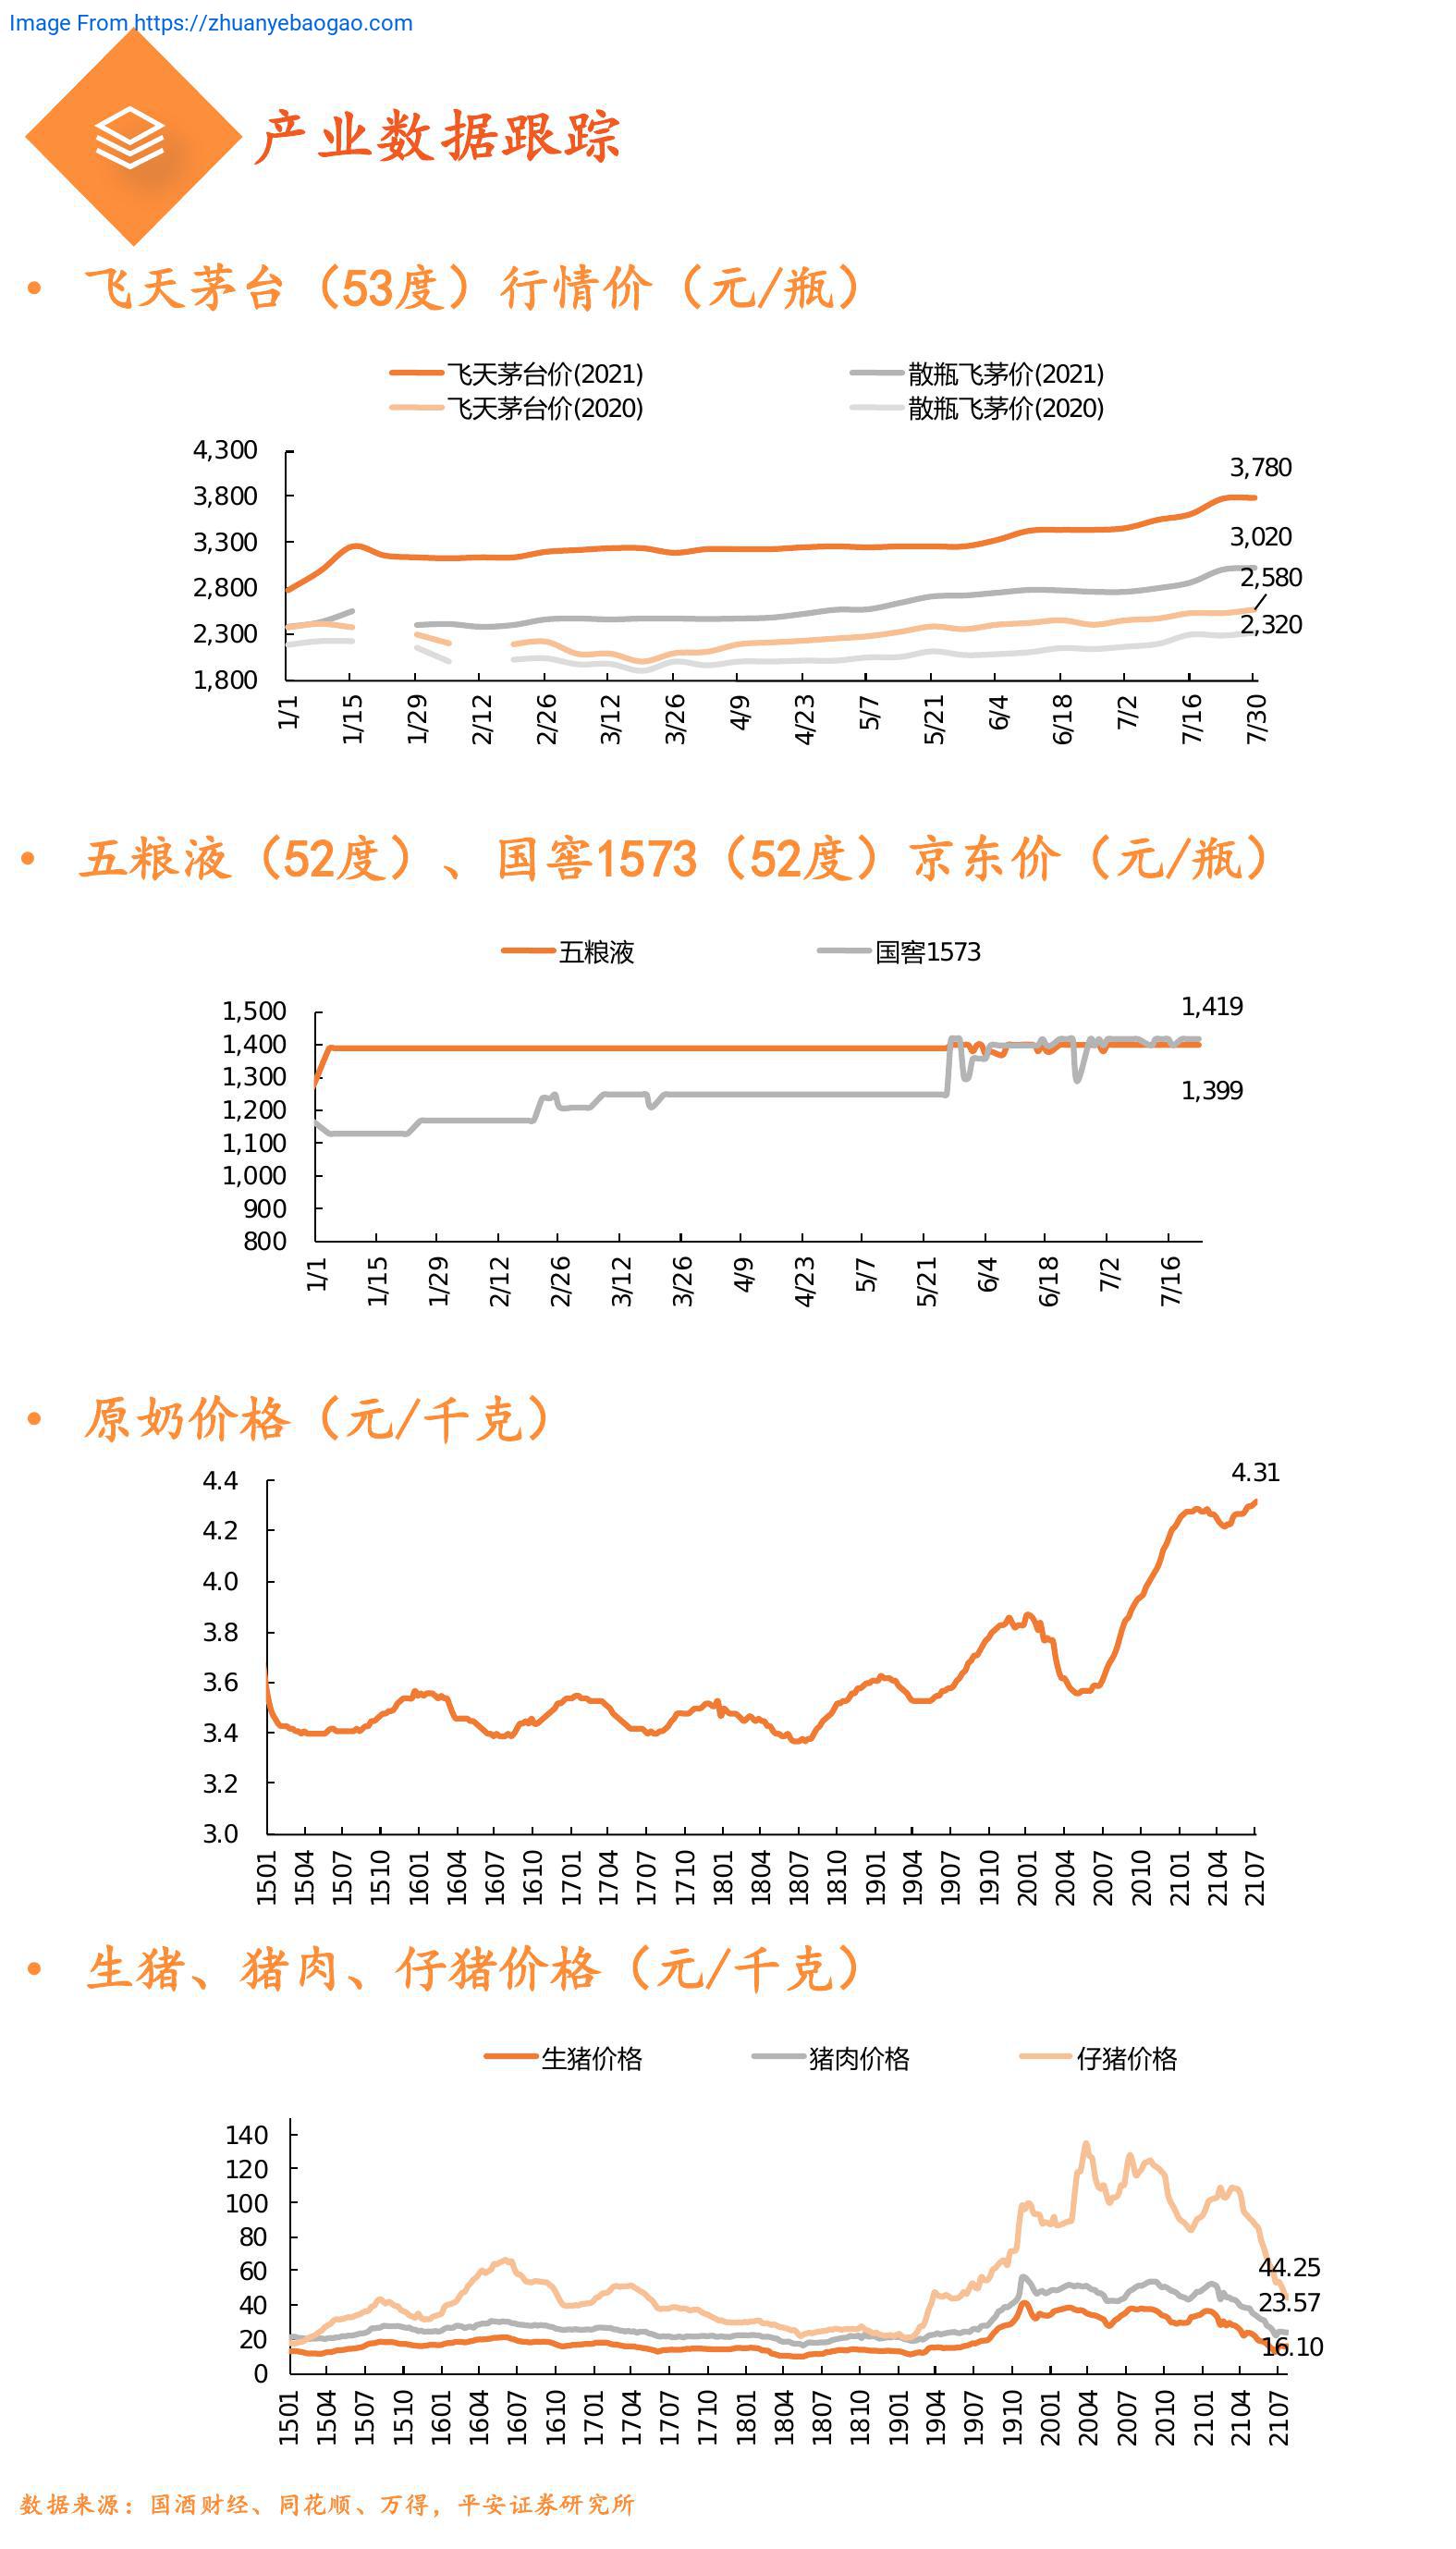 Image From https://zhuanyebaogao.com
产业数据跟踪
• 飞天茅台（53度）行情价（元/瓶）
飞天茅台价(2021) 散瓶飞茅价(2021)
飞天茅台价(2020) 散瓶飞茅价(2020)
4,300
3,800
3,300
2,800
2,300
1,800
3,780
3,020
2,580
2,320
1/1 1/15 1/29 2/12 2/26 3/12 3/26 4/9 4/23 5/7 5/21 6/4 6/18 7/2 7/16 7/30
• 五粮液（52度）、国窖1573（52度）京东价（元/瓶）
五粮液 国窖1573
1,500
1,400
1,300
1,200
1,100
1,000
900
800
1,419
1,399
1/1 1/15 1/29 2/12 2/26 3/12 3/26 4/9 4/23 5/7 5/21 6/4 6/18 7/2 7/16
• 原奶价格（元/千克）
4.4
4.2
4.0
3.8
3.6
3.4
3.2
3.0
4.31
1501 1504 1507 1510 1601 1604 1607 1610 1701 1704 1707 1710 1801 1804 1807 1810 1901 1904 1907 1910 2001 2004 2007 2010 2101 2104 2107
• 生猪、猪肉、仔猪价格（元/千克）
生猪价格 猪肉价格 仔猪价格
140
120
100
80
60
40
20
0
44.25
23.57
16.10
1501 1504 1507 1510 1601 1604 1607 1610 1701 1704 1707 1710 1801 1804 1807 1810 1901 1904 1907 1910 2001 2004 2007 2010 2101 2104 2107
数据来源：国酒财经、同花顺、万得，平安证券研究所